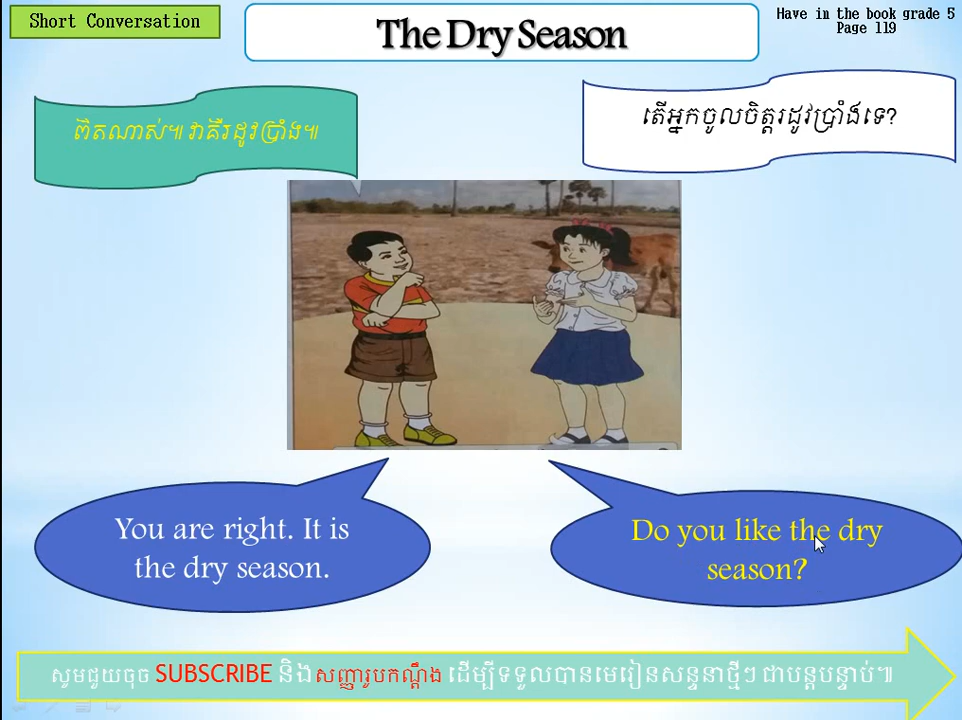 Short Conversation
The Dry Season
Have in the book grade 5
Page 119
ពិតណាស់៕ វាគឺរដូវប្រាំង៕
តើអ្នកចូលចិត្តរដូវប្រាំងទេ?
You are right. It is
the dry season.
Do you like the dry
season?
សូមជួយចុច SUBSCRIBE និងសញ្ញារូបកណ្ដឹង ដើម្បីទទួលបានមេរៀនសន្ទនាថ្មីៗ ជាបន្តបន្ទាប់៕